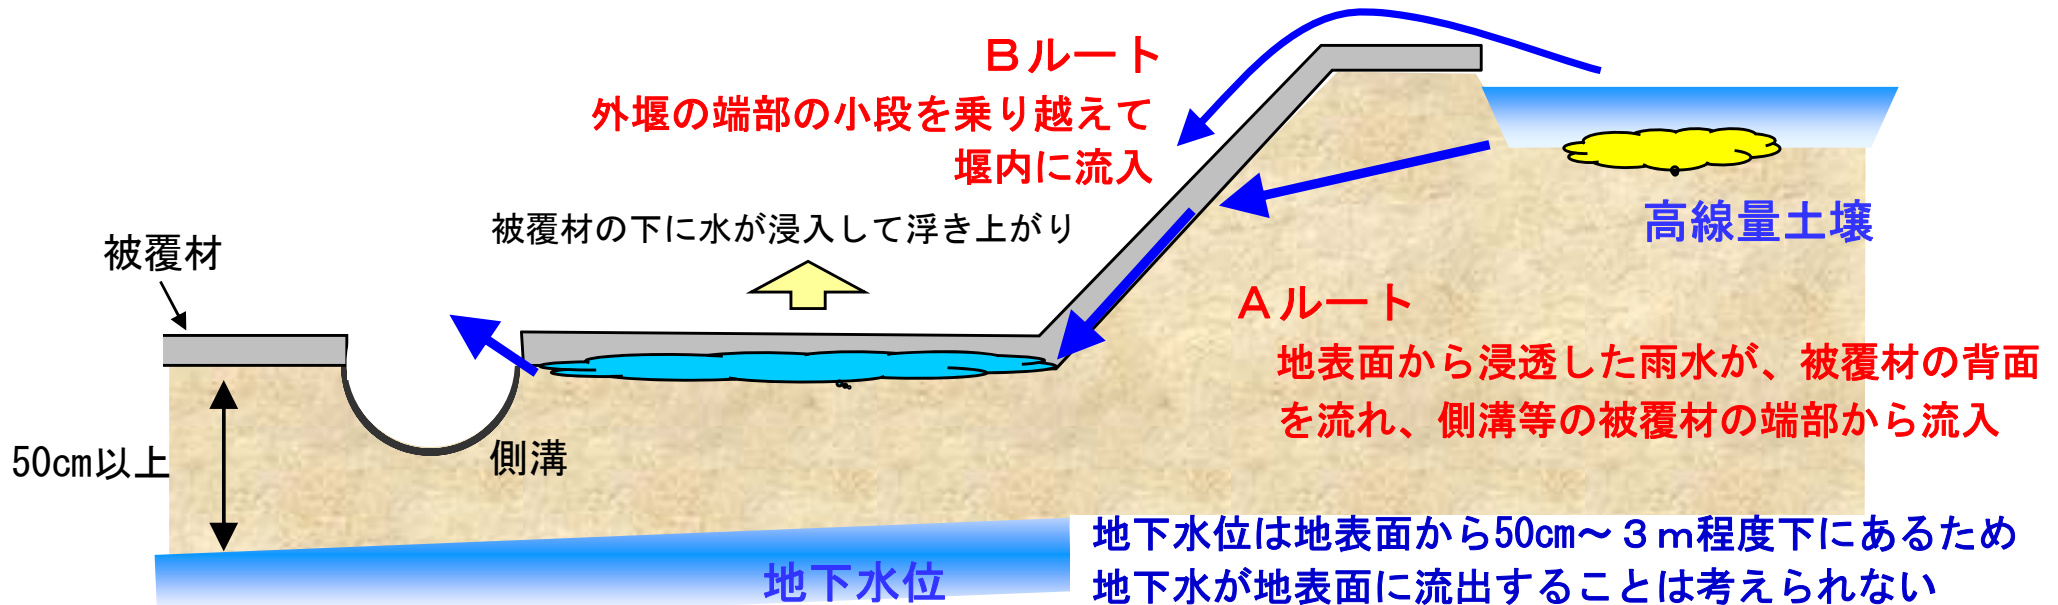 Ｂルート
外堰の端部の小段を乗り越えて
堰内に流入
被覆材の下に水が浸入して浮き上がり
被覆材
高線量土壌
Ａルート
地表面から浸透した雨水が、被覆材の背面
を流れ、側溝等の被覆材の端部から流入
50cm以上
側溝
地下水位は地表面から50cm～３ｍ程度下にあるため
地下水が地表面に流出することは考えられない
地下水位